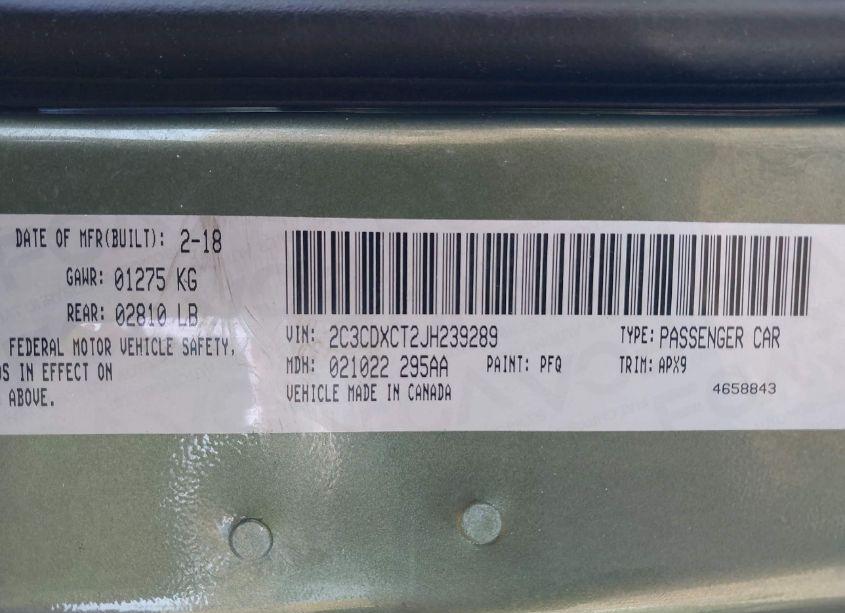 DATE OF MFR(BUILT): 2-18
GAWR: 01275 KG
REAR: 02810 LB
FEDERAL MOTOR VEHICLE SAFETY,
DS IN EFFECT ON
ABOVE.
VIN: 2C3CDXCT2JH239289 TYPE: PASSENGER CAR
MDH: 021022 295AA PAINT: PFQ TRIM: APX9
VEHICLE MADE IN CANADA
4658843